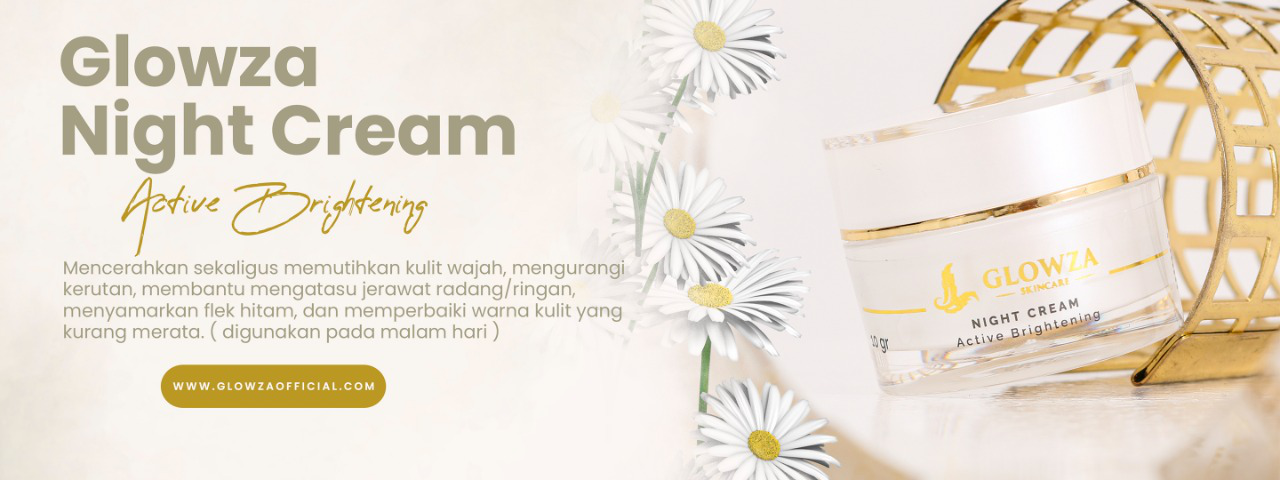 Glowza
Night Cream
Active Brightening
Mencerahkan sekaligus memutihkan kulit wajah, mengurangi
kerutan, membantu mengatasu jerawat radang/ringan,
menyamarkan flek hitam, dan memperbaiki warna kulit yang
kurang merata. ( digunakan pada malam hari )
WWW.GLOWZAOFFICIAL.COM
GLOWZA
SKINCARE
NIGHT CREAM
Active Brightening
10 gr